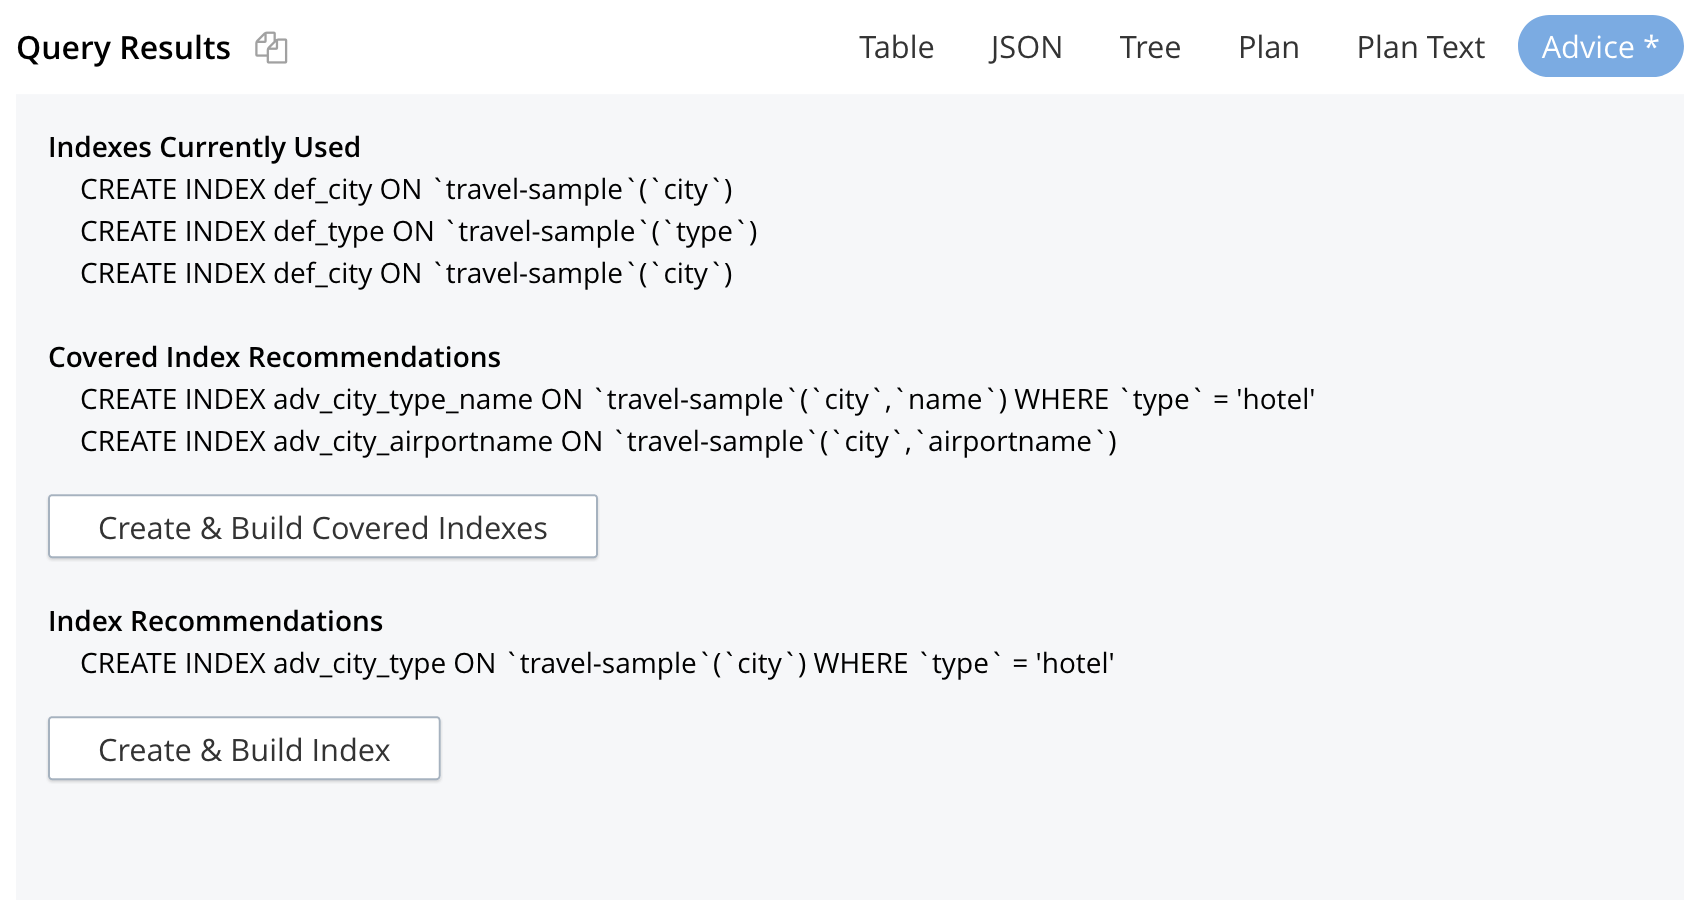 Query Results
Table JSON Tree Plan Plan Text Advice *
Indexes Currently Used
CREATE INDEX def_city ON `travel-sample`(`city`)
CREATE INDEX def_type ON `travel-sample`(`type`)
CREATE INDEX def_city ON `travel-sample`(`city`)
Covered Index Recommendations
CREATE INDEX adv_city_type_name ON `travel-sample`(`city`,`name`) WHERE `type` = 'hotel'
CREATE INDEX adv_city_airportname ON `travel-sample`(`city`,`airportname`)
Create & Build Covered Indexes
Index Recommendations
CREATE INDEX adv_city_type ON `travel-sample`(`city`) WHERE `type` = 'hotel'
Create & Build Index